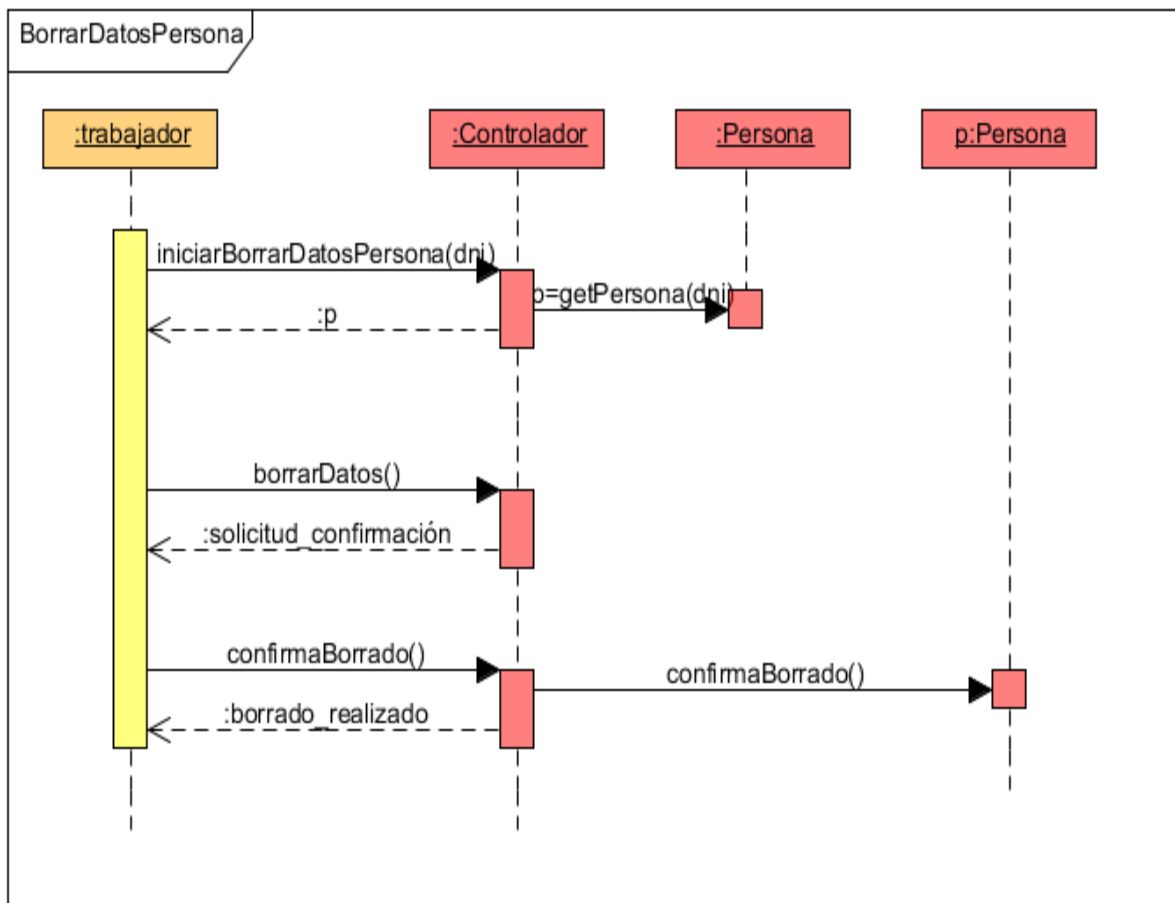 BorrarDatosPersona
:trabajador
:Controlador
:Persona
p:Persona
iniciarBorrarDatosPersona(dni)
p=getPersona(dni)
:p
borrarDatos()
:solicitud_confirmación
confirmaBorrado()
confirmaBorrado()
:borrado_realizado